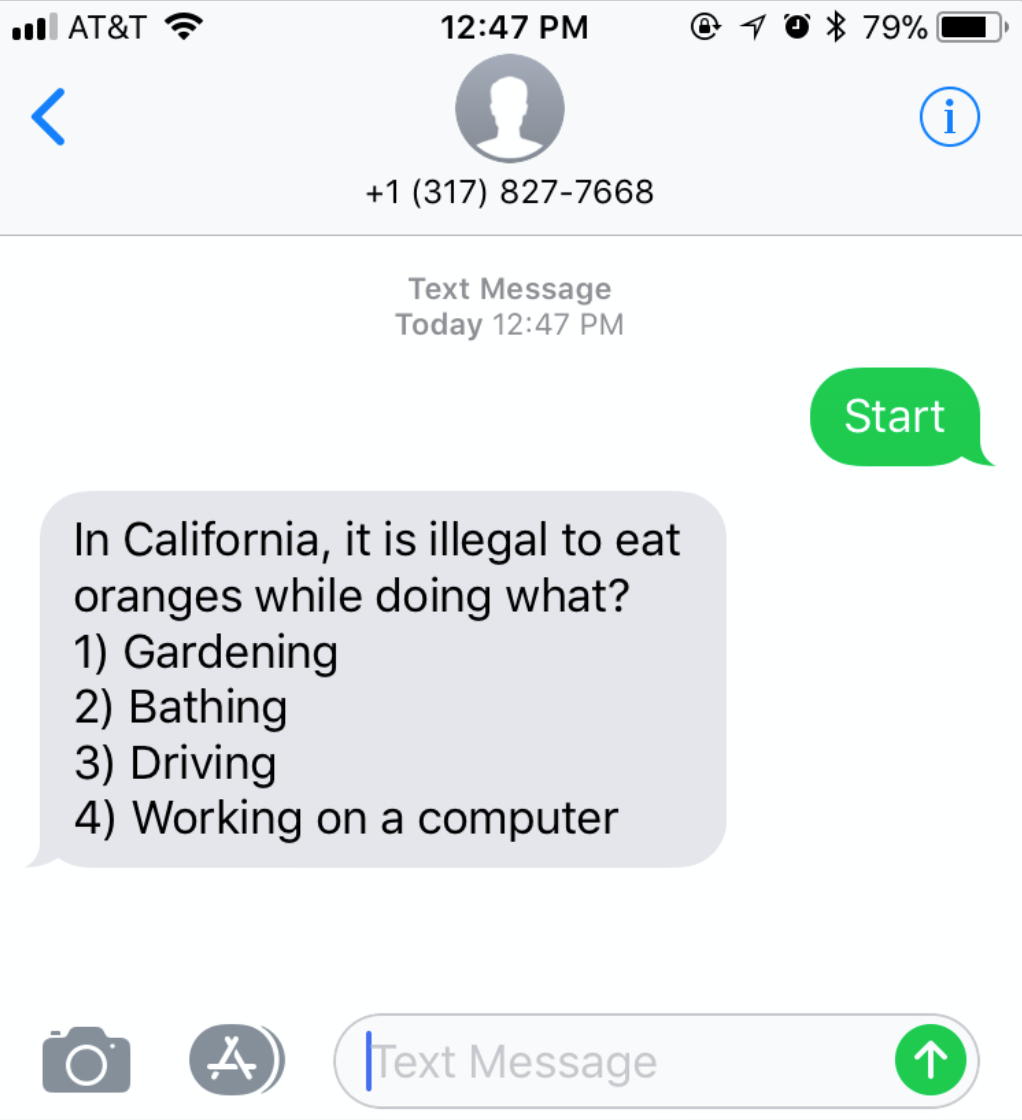 AT&T 12:47 PM 79%
+1 (317) 827-7668
Text Message
Today 12:47 PM
Start
In California, it is illegal to eat
oranges while doing what?
1) Gardening
2) Bathing
3) Driving
4) Working on a computer
Text Message